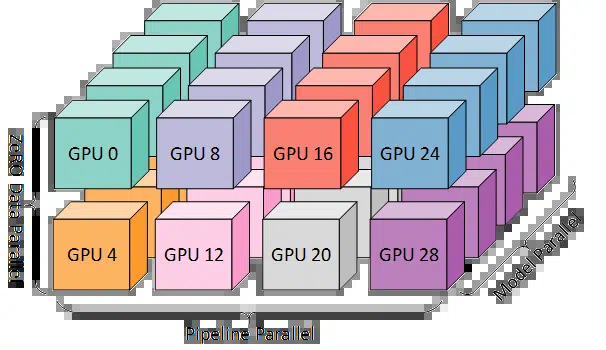 GPU 0
GPU 8
GPU 16
GPU 24
GPU 4
GPU 12
GPU 20
GPU 28
ZeRO Data Parallel
Model Parallel
Pipeline Parallel